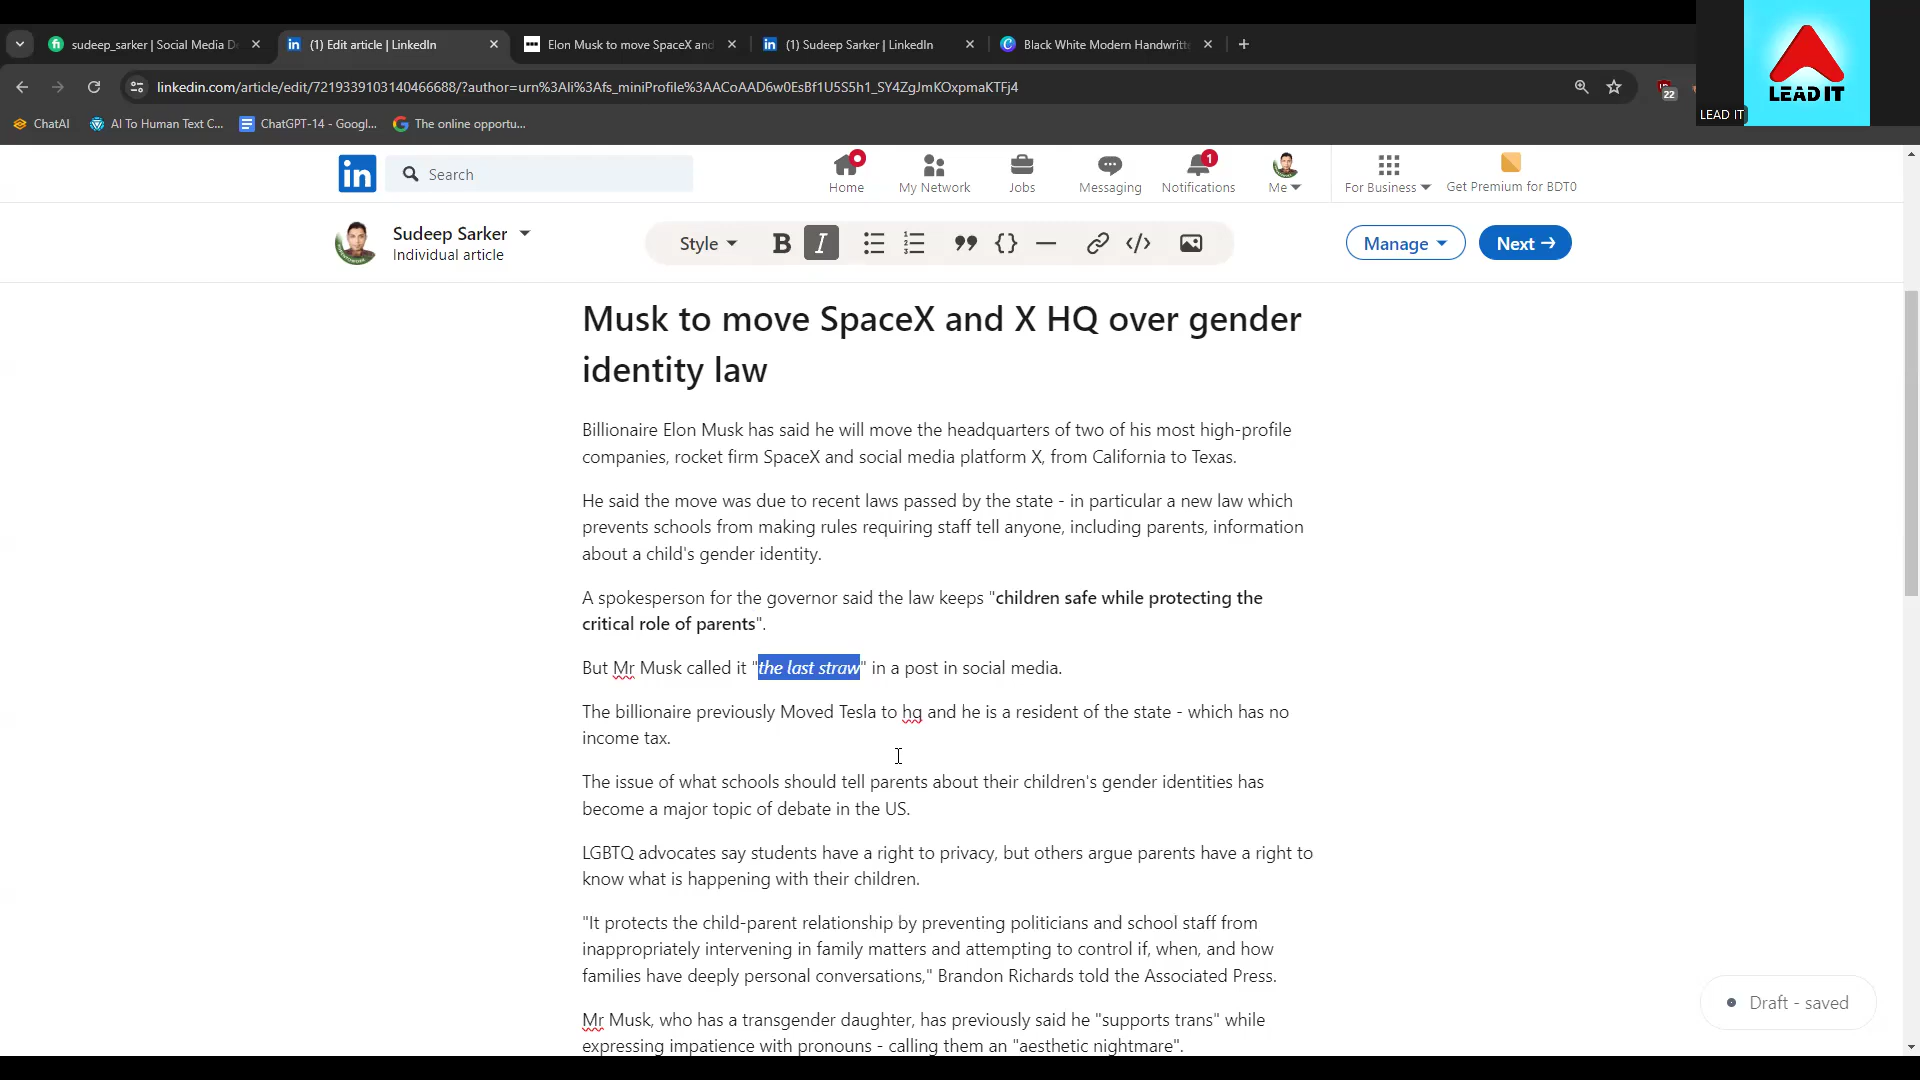 sudeep_sarker | Social Media D
(1) Edit article | LinkedIn
Elon Musk to move SpaceX and
(1) Sudeep Sarker | LinkedIn
Black White Modern Handwritt
linkedin.com/article/edit/7219339103140466688/?author=urn%3Ali%3Afs_miniProfile%3AACoAAD6w0EsBf1U5S5h1_SY4ZgJmKOxpmaKTFj4
22
LEAD IT
LEAD IT
ChatAI
AI To Human Text C...
ChatGPT-14 - Googl...
The online opportu...
in
Search
Home
My Network
Jobs
Messaging
1
Notifications
Me
For Business
Get Premium for BDT0
Sudeep Sarker
Individual article
Style
B
I
Manage
Next →
Musk to move SpaceX and X HQ over gender
identity law
Billionaire Elon Musk has said he will move the headquarters of two of his most high-profile
companies, rocket firm SpaceX and social media platform X, from California to Texas.
He said the move was due to recent laws passed by the state - in particular a new law which
prevents schools from making rules requiring staff tell anyone, including parents, information
about a child's gender identity.
A spokesperson for the governor said the law keeps "children safe while protecting the
critical role of parents".
But Mr Musk called it "the last straw" in a post in social media.
The billionaire previously Moved Tesla to hq and he is a resident of the state - which has no
income tax.
The issue of what schools should tell parents about their children's gender identities has
become a major topic of debate in the US.
LGBTQ advocates say students have a right to privacy, but others argue parents have a right to
know what is happening with their children.
"It protects the child-parent relationship by preventing politicians and school staff from
inappropriately intervening in family matters and attempting to control if, when, and how
families have deeply personal conversations," Brandon Richards told the Associated Press.
Mr Musk, who has a transgender daughter, has previously said he "supports trans" while
expressing impatience with pronouns - calling them an "aesthetic nightmare".
Draft - saved